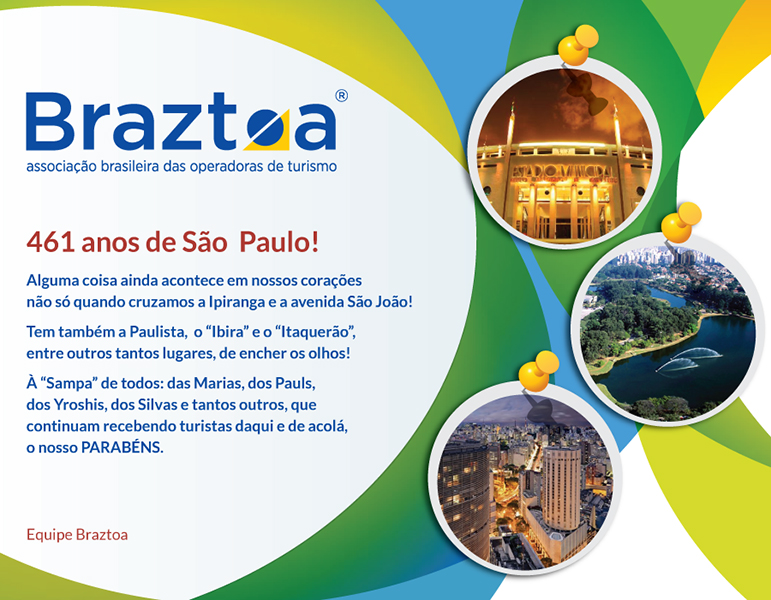 Braztoa®
associação brasileira das operadoras de turismo
461 anos de São Paulo!
Alguma coisa ainda acontece em nossos corações
não só quando cruzamos a Ipiranga e a avenida São João!
Tem também a Paulista, o “Ibira” e o “Itaquerão”,
entre outros tantos lugares, de encher os olhos!
À “Sampa” de todos: das Marias, dos Pauls,
dos Yroshis, dos Silvas e tantos outros, que
continuam recebendo turistas daqui e de acolá,
o nosso PARABÉNS.
Equipe Braztoa